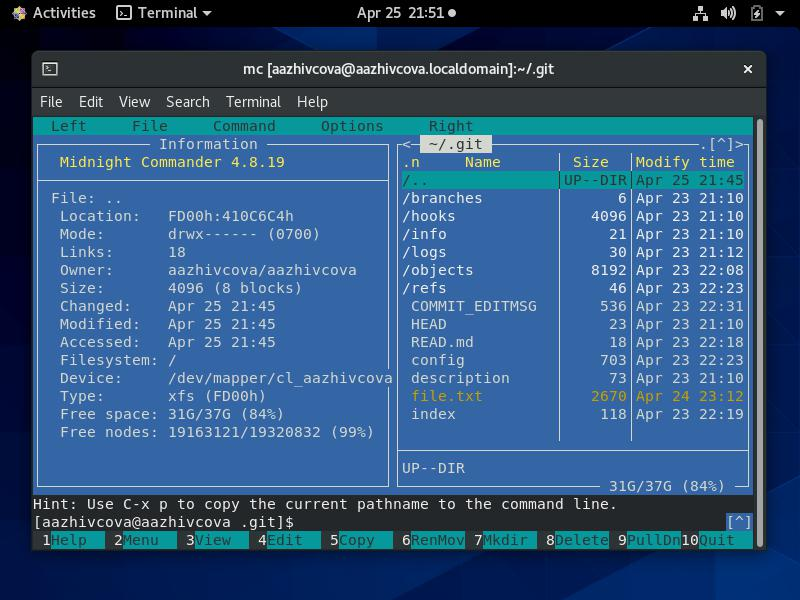 Activities Terminal Apr 25 21:51
mc [aazhivcova@aazhivcova.localdomain]:~/.git
File Edit View Search Terminal Help
Left File Command Options Right
Information
Midnight Commander 4.8.19
File: ..
Location: FD00h:410C6C4h
Mode: drwx------ (0700)
Links: 18
Owner: aazhivcova/aazhivcova
Size: 4096 (8 blocks)
Changed: Apr 25 21:45
Modified: Apr 25 21:45
Accessed: Apr 25 21:45
Filesystem: /
Device: /dev/mapper/cl_aazhivcova
Type: xfs (FD00h)
Free space: 31G/37G (84%)
Free nodes: 19163121/19320832 (99%)
<- ~/.git .[^]>
.n Name Size Modify time
/.. UP--DIR Apr 25 21:45
/branches 6 Apr 23 21:10
/hooks 4096 Apr 23 21:10
/info 21 Apr 23 21:10
/logs 30 Apr 23 21:12
/objects 8192 Apr 23 22:08
/refs 46 Apr 23 22:23
COMMIT_EDITMSG 536 Apr 23 22:31
HEAD 23 Apr 23 21:10
READ.md 18 Apr 23 22:18
config 703 Apr 23 22:23
description 73 Apr 23 21:10
file.txt 2670 Apr 24 23:12
index 118 Apr 23 22:19
UP--DIR
31G/37G (84%)
Hint: Use C-x p to copy the current pathname to the command line.
[aazhivcova@aazhivcova .git]$ [^]
1Help 2Menu 3View 4Edit 5Copy 6RenMov 7Mkdir 8Delete 9PullDn 10Quit